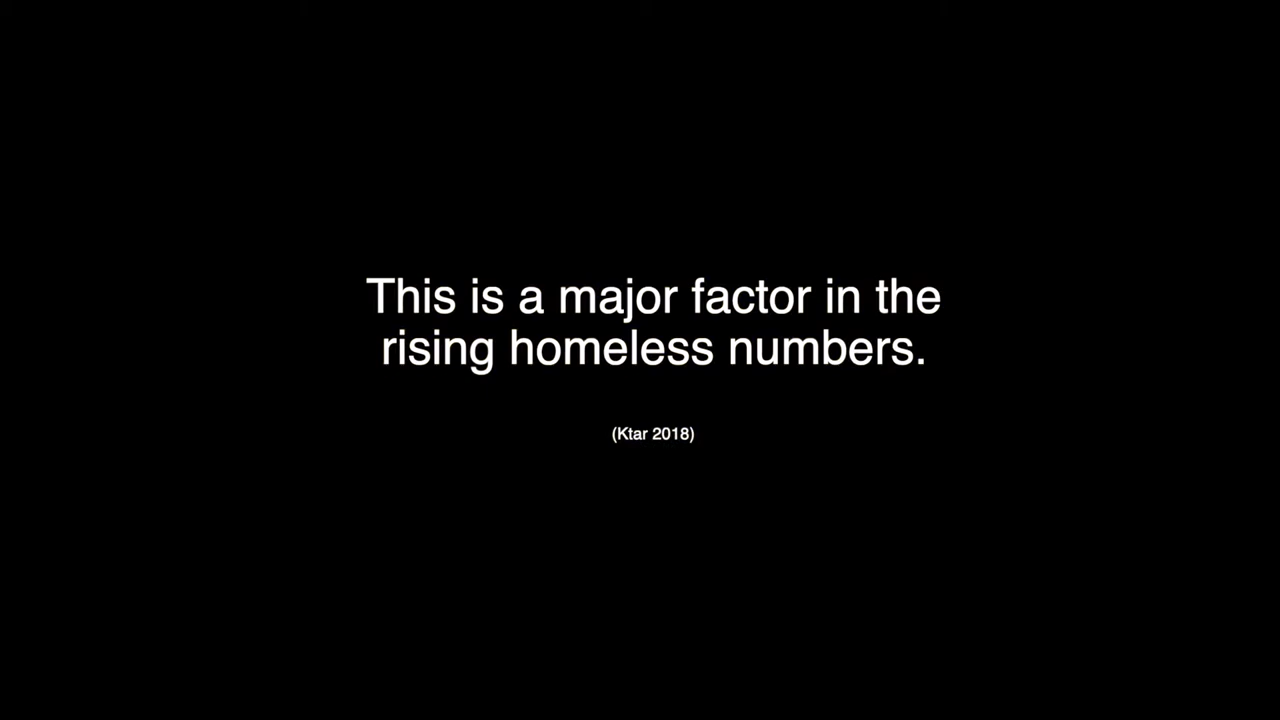 This is a major factor in the
rising homeless numbers.
(Ktar 2018)